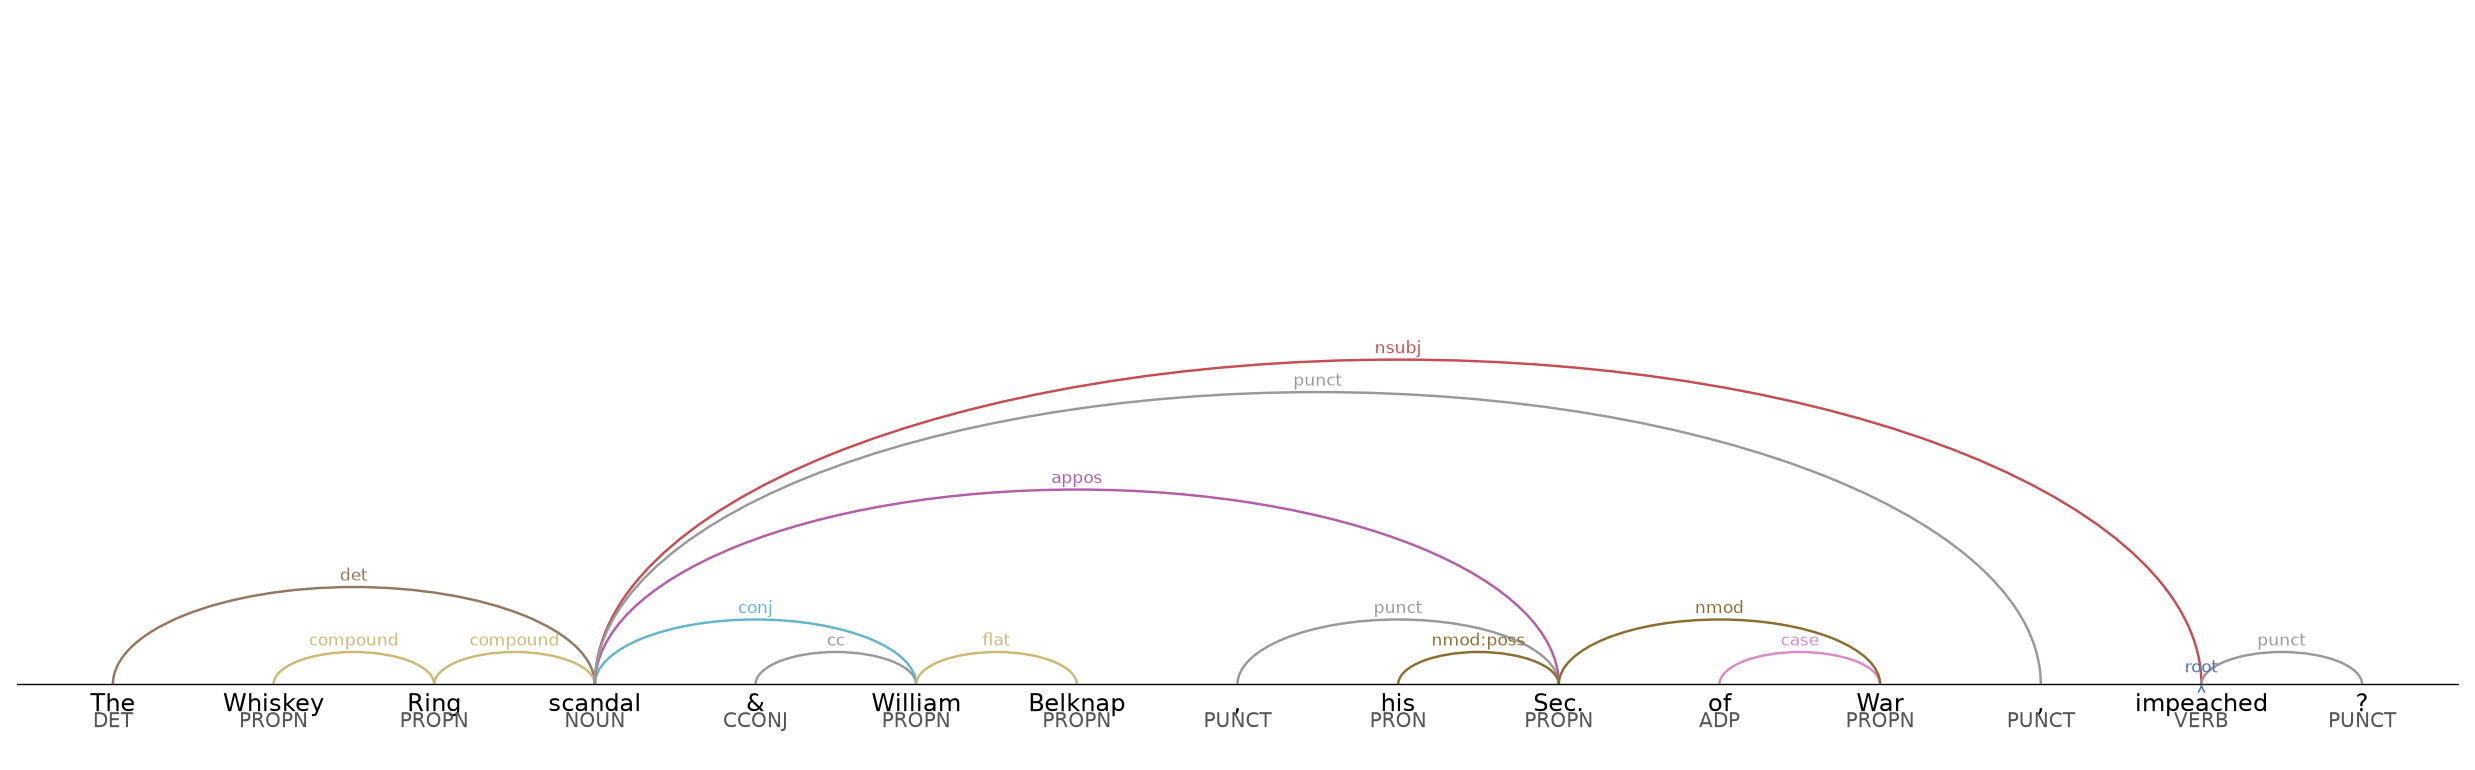 nsubj
punct
appos
det
conj punct nmod
compound compound cc flat nmod:poss case punct
root
The Whiskey Ring scandal & William Belknap , his Sec. of War , impeached ?
DET PROPN PROPN NOUN CCONJ PROPN PROPN PUNCT PRON PROPN ADP PROPN PUNCT VERB PUNCT